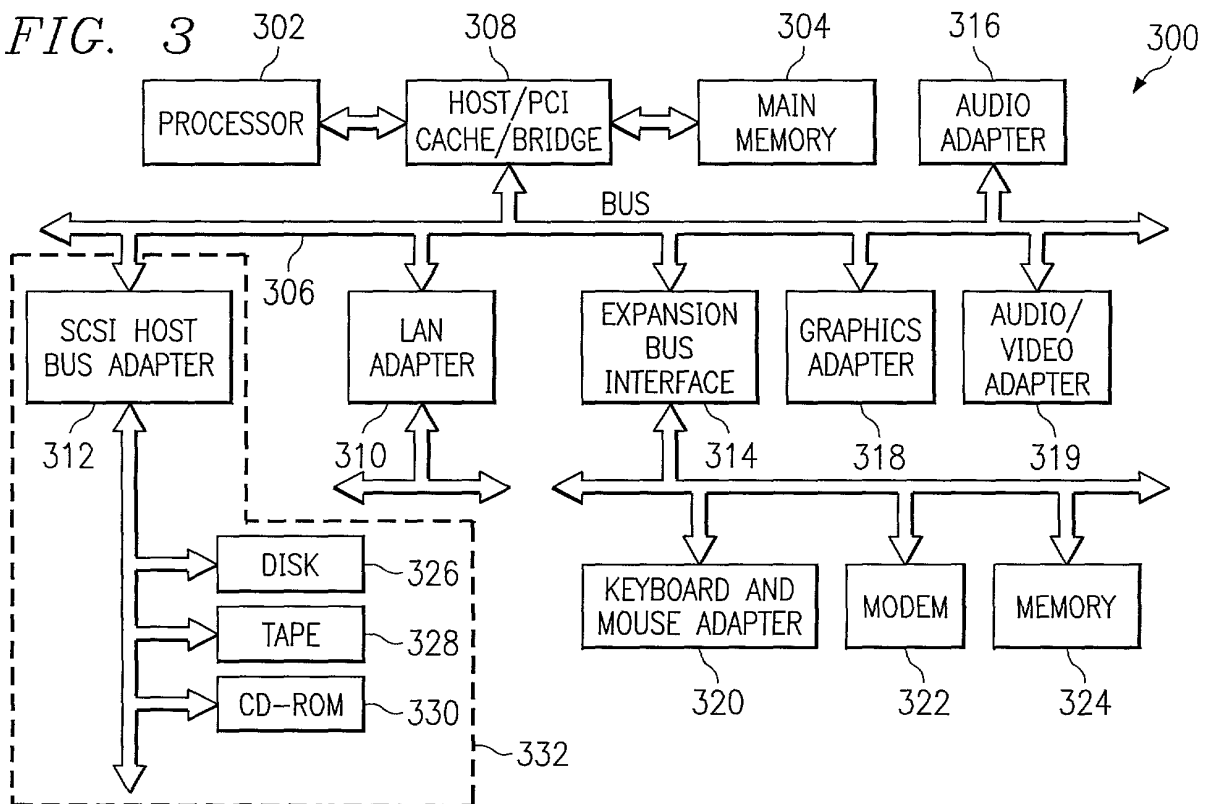 FIG. 3
302
308
304
316
300
PROCESSOR
HOST/PCI
CACHE/BRIDGE
MAIN
MEMORY
AUDIO
ADAPTER
BUS
306
SCSI HOST
BUS ADAPTER
LAN
ADAPTER
EXPANSION
BUS
INTERFACE
GRAPHICS
ADAPTER
AUDIO/
VIDEO
ADAPTER
312
310
314
318
319
DISK
326
TAPE
328
CD-ROM
330
332
KEYBOARD AND
MOUSE ADAPTER
MODEM
MEMORY
320
322
324